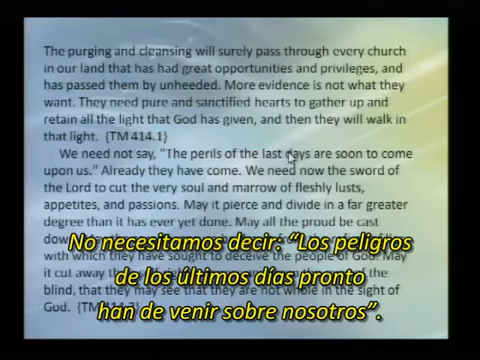 The purging and cleansing will surely pass through every church
in our land that has had great opportunities and privileges, and
has passed them by unheeded. More evidence is not what they
want. They need pure and sanctified hearts to gather up and
retain all the light that God has given, and then they will walk in
that light. {TM 414.1}
We need not say, "The perils of the last days are soon to come
upon us." Already they have come. We need now the sword of
the Lord to cut the very soul and marrow of fleshly lusts,
appetites, and passions. May it pierce and divide in a far greater
degree than it has ever yet done. May all the proud be cast
No necesitamos decir: “Los peligros
with which they have sought to deceive the people of God. May
it cut away the of the
de los últimos días pronto
blind, that they may see that they are not whole in the sight of
God. {TM
han de venir sobre nosotros”.